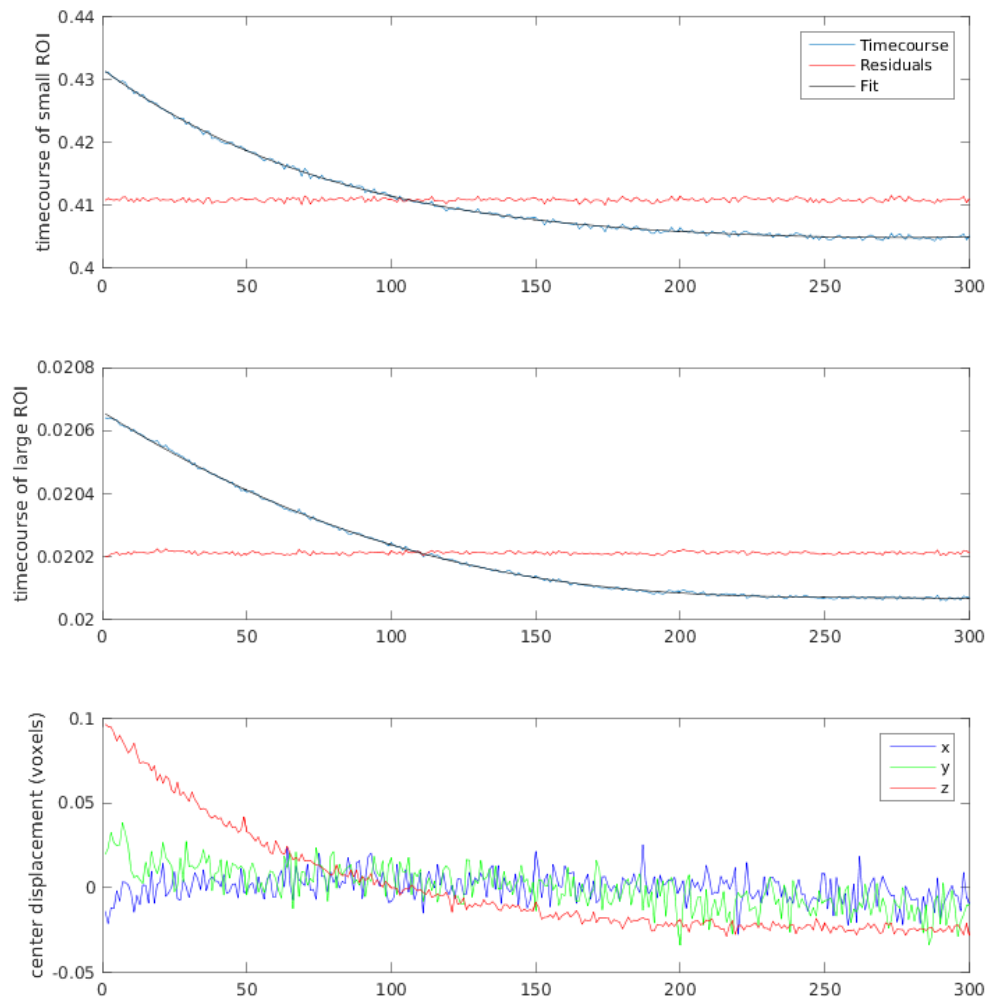 0.44
0.43
0.42
0.41
0.4
timecourse of small ROI
Timecourse
Residuals
Fit
0 50 100 150 200 250 300
0.0208
0.0206
0.0204
0.0202
0.02
timecourse of large ROI
0 50 100 150 200 250 300
0.1
0.05
0
-0.05
center displacement (voxels)
x
y
z
0 50 100 150 200 250 300